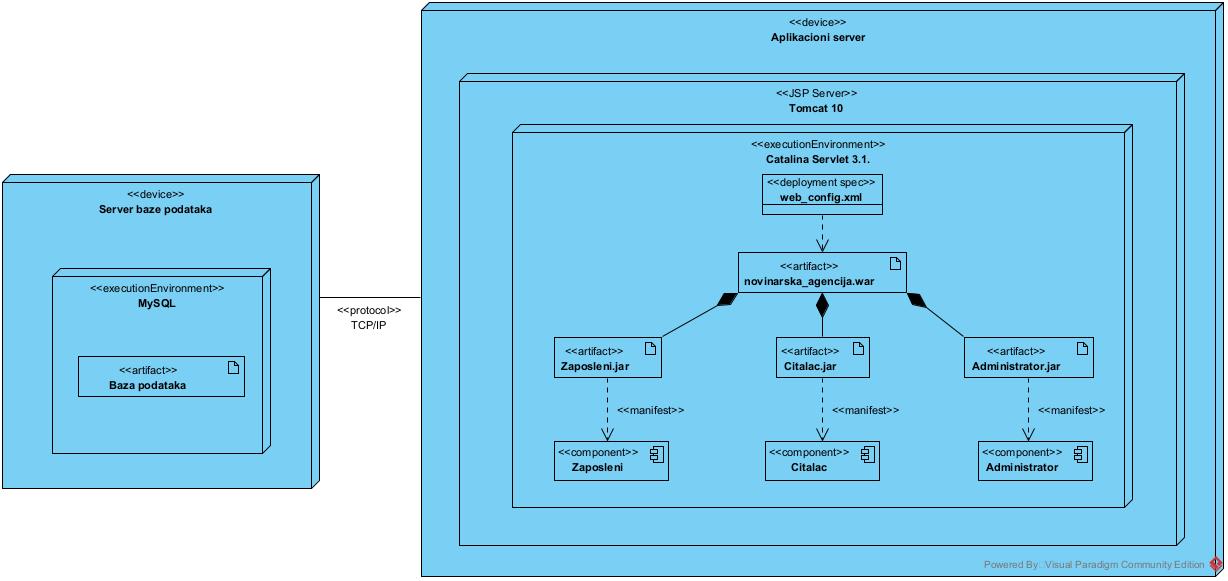 <<device>>
Aplikacioni server
<<JSP Server>>
Tomcat 10
<<executionEnvironment>>
Catalina Servlet 3.1.
<<deployment spec>>
web_config.xml
<<artifact>>
novinarska_agencija.war
<<artifact>>
Zaposleni.jar
<<artifact>>
Citalac.jar
<<artifact>>
Administrator.jar
<<manifest>>
<<manifest>>
<<manifest>>
<<component>>
Zaposleni
<<component>>
Citalac
<<component>>
Administrator
<<device>>
Server baze podataka
<<executionEnvironment>>
MySQL
<<artifact>>
Baza podataka
<<protocol>>
TCP/IP
Powered By: Visual Paradigm Community Edition